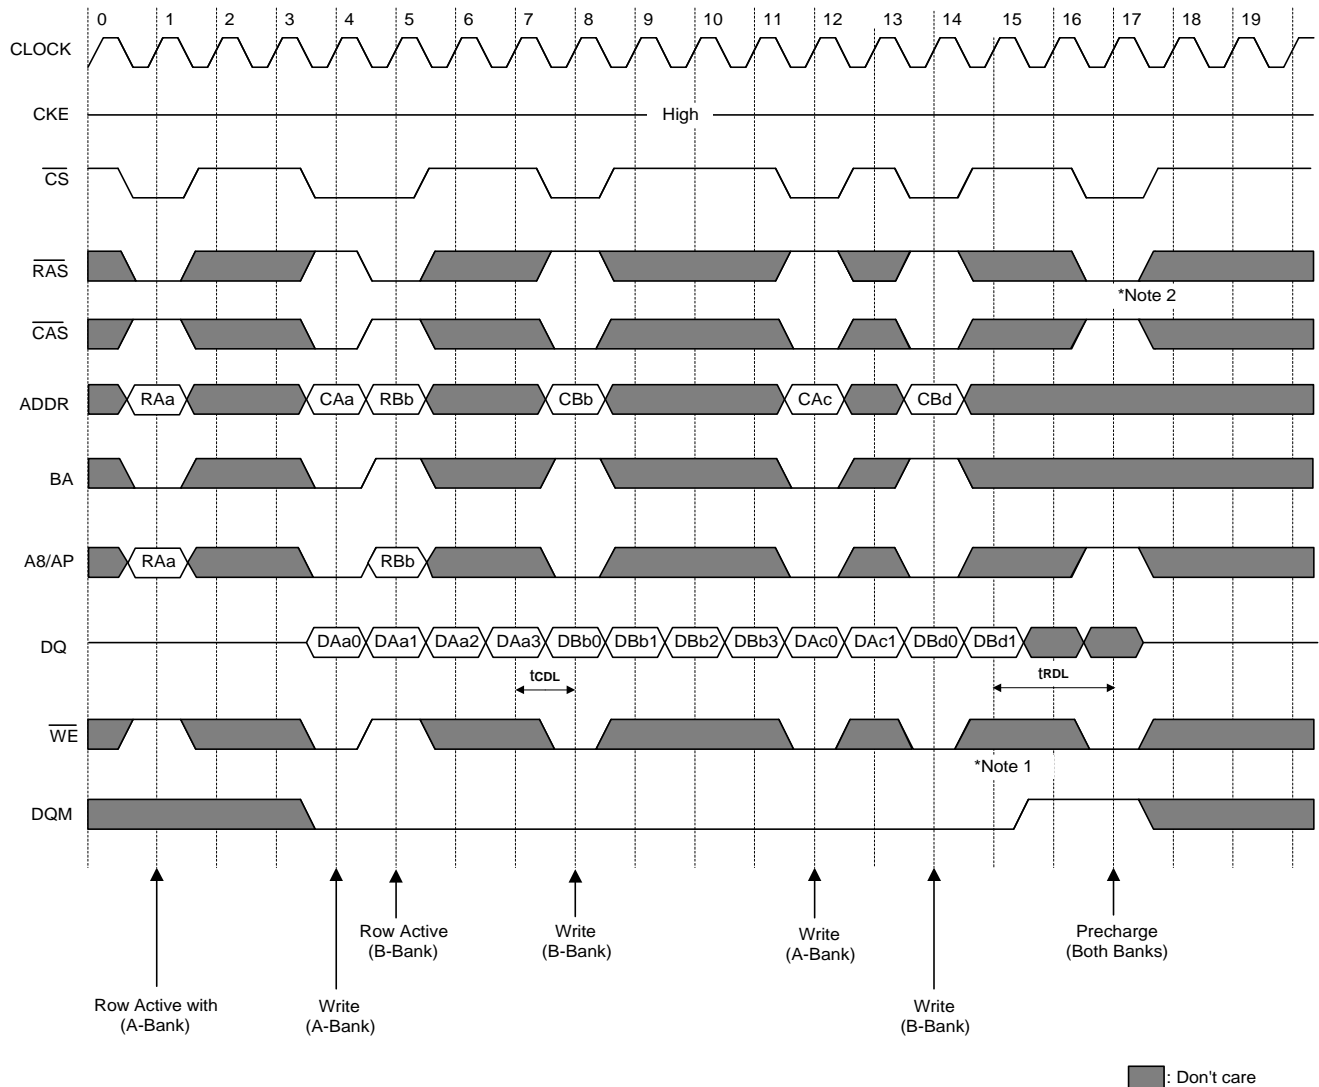 0 1 2 3 4 5 6 7 8 9 10 11 12 13 14 15 16 17 18 19
CLOCK
CKE High
CS
RAS
*Note 2
CAS
ADDR RAa CAa RBb CBb CAc CBd
BA
A8/AP RAa RBb
DQ DAa0 DAa1 DAa2 DAa3 DBb0 DBb1 DBb2 DBb3 DAc0 DAc1 DBd0 DBd1
tCDL tRDL
WE
*Note 1
DQM
Row Active
(B-Bank)
Write
(B-Bank)
Write
(A-Bank)
Precharge
(Both Banks)
Row Active with
(A-Bank)
Write
(A-Bank)
Write
(B-Bank)
: Don't care